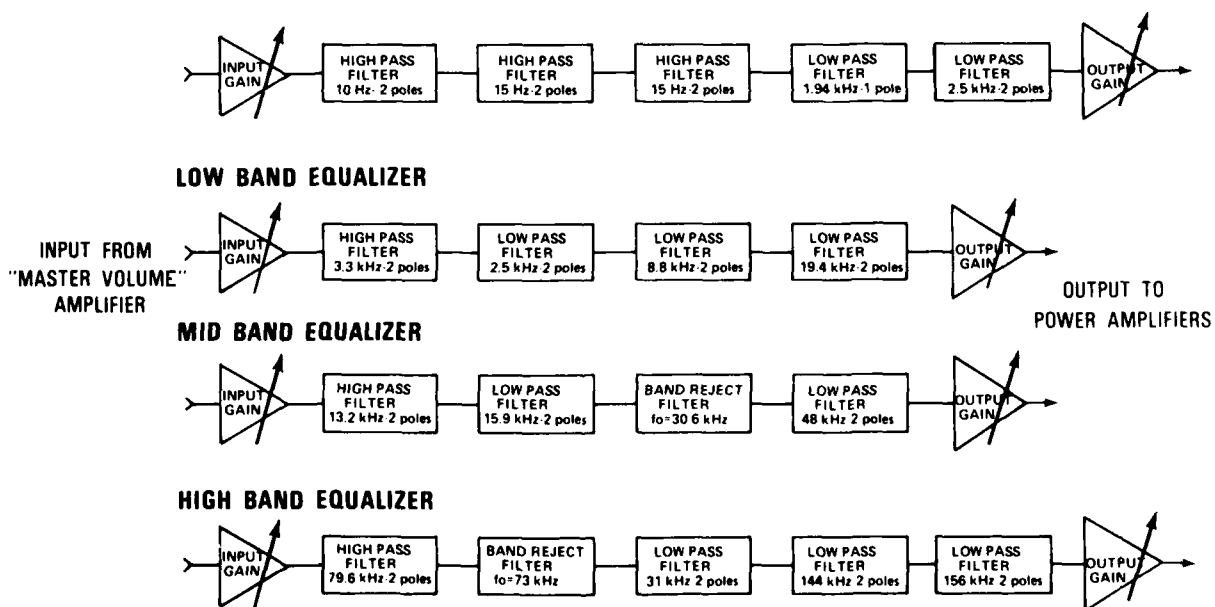 INPUT
GAIN
HIGH PASS
FILTER
10 Hz- 2 poles
HIGH PASS
FILTER
15 Hz-2 poles
HIGH PASS
FILTER
15 Hz-2 poles
LOW PASS
FILTER
1.94 kHz-1 pole
LOW PASS
FILTER
2.5 kHz-2 poles
OUTPUT
GAIN
LOW BAND EQUALIZER
INPUT FROM
"MASTER VOLUME"
AMPLIFIER
INPUT
GAIN
HIGH PASS
FILTER
3.3 kHz-2 poles
LOW PASS
FILTER
2.5 kHz-2 poles
LOW PASS
FILTER
8.8 kHz-2 poles
LOW PASS
FILTER
19.4 kHz-2 poles
OUTPUT
GAIN
OUTPUT TO
POWER AMPLIFIERS
MID BAND EQUALIZER
INPUT
GAIN
HIGH PASS
FILTER
13.2 kHz-2 poles
LOW PASS
FILTER
15.9 kHz-2 poles
BAND REJECT
FILTER
fo=30 6 kHz
LOW PASS
FILTER
48 kHz 2 poles
OUTPUT
GAIN
HIGH BAND EQUALIZER
INPUT
GAIN
HIGH PASS
FILTER
79.6 kHz-2 poles
BAND REJECT
FILTER
fo=73 kHz
LOW PASS
FILTER
31 kHz 2 poles
LOW PASS
FILTER
144 kHz 2 poles
LOW PASS
FILTER
156 kHz 2 poles
OUTPUT
GAIN